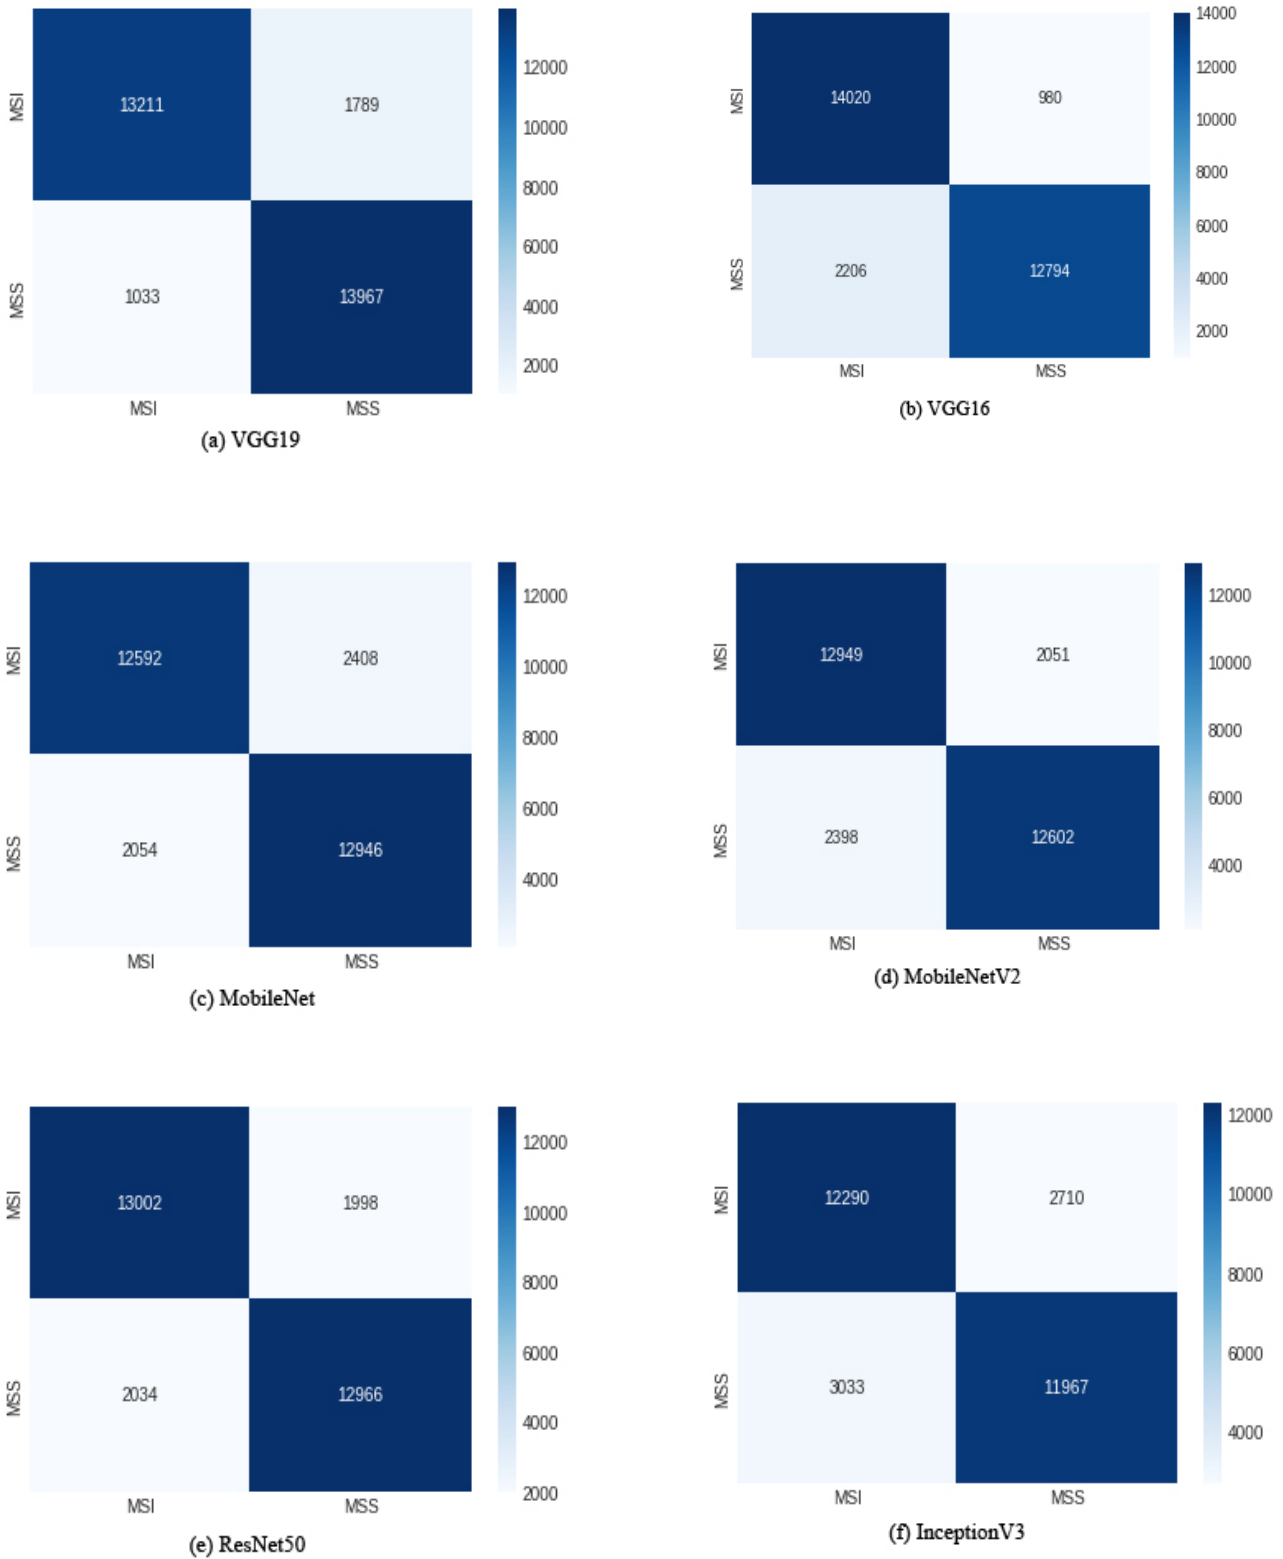 MSI
13211
1789
MSS
1033
13967
MSI
MSS
12000
10000
8000
6000
4000
2000
(a) VGG19
MSI
14020
980
MSS
2206
12794
MSI
MSS
14000
12000
10000
8000
6000
4000
2000
(b) VGG16
MSI
12592
2408
MSS
2054
12946
MSI
MSS
12000
10000
8000
6000
4000
(c) MobileNet
MSI
12949
2051
MSS
2398
12602
MSI
MSS
12000
10000
8000
6000
4000
(d) MobileNetV2
MSI
13002
1998
MSS
2034
12966
MSI
MSS
12000
10000
8000
6000
4000
2000
(e) ResNet50
MSI
12290
2710
MSS
3033
11967
MSI
MSS
12000
10000
8000
6000
4000
(f) InceptionV3